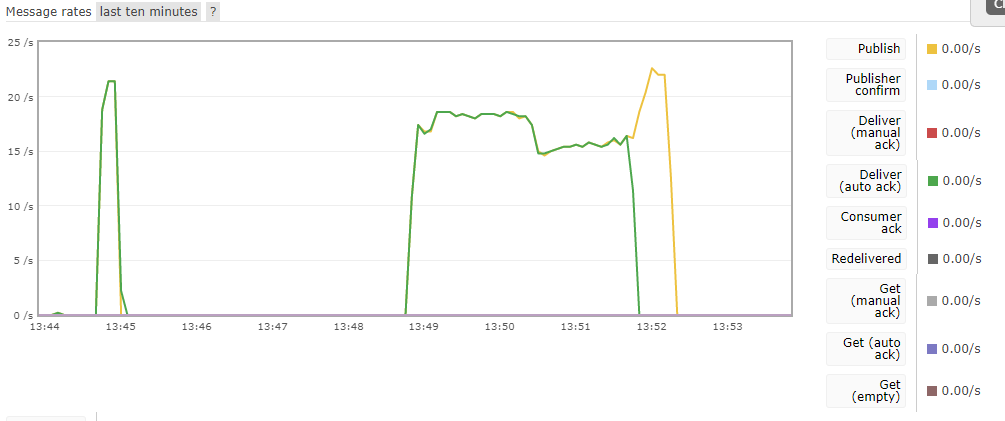 Message rates last ten minutes ?
25 /s
20 /s
15 /s
10 /s
5 /s
0 /s
13:44 13:45 13:46 13:47 13:48 13:49 13:50 13:51 13:52 13:53
Publish 0.00/s
Publisher
confirm 0.00/s
Deliver
(manual
ack) 0.00/s
Deliver
(auto ack) 0.00/s
Consumer
ack 0.00/s
Redelivered 0.00/s
Get
(manual
ack) 0.00/s
Get (auto
ack) 0.00/s
Get
(empty) 0.00/s